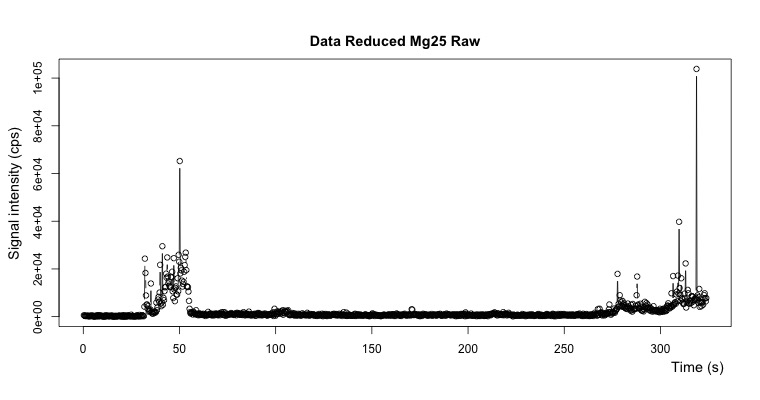 Data Reduced Mg25 Raw
Signal intensity (cps)
1e+05
8e+04
6e+04
4e+04
2e+04
0e+00
0 50 100 150 200 250 300
Time (s)